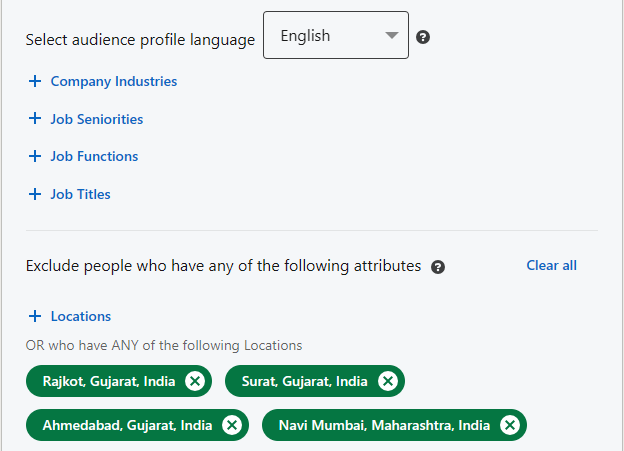 Select audience profile language English
+ Company Industries
+ Job Seniorities
+ Job Functions
+ Job Titles
Exclude people who have any of the following attributes Clear all
+ Locations
OR who have ANY of the following Locations
Rajkot, Gujarat, India Surat, Gujarat, India
Ahmedabad, Gujarat, India Navi Mumbai, Maharashtra, India